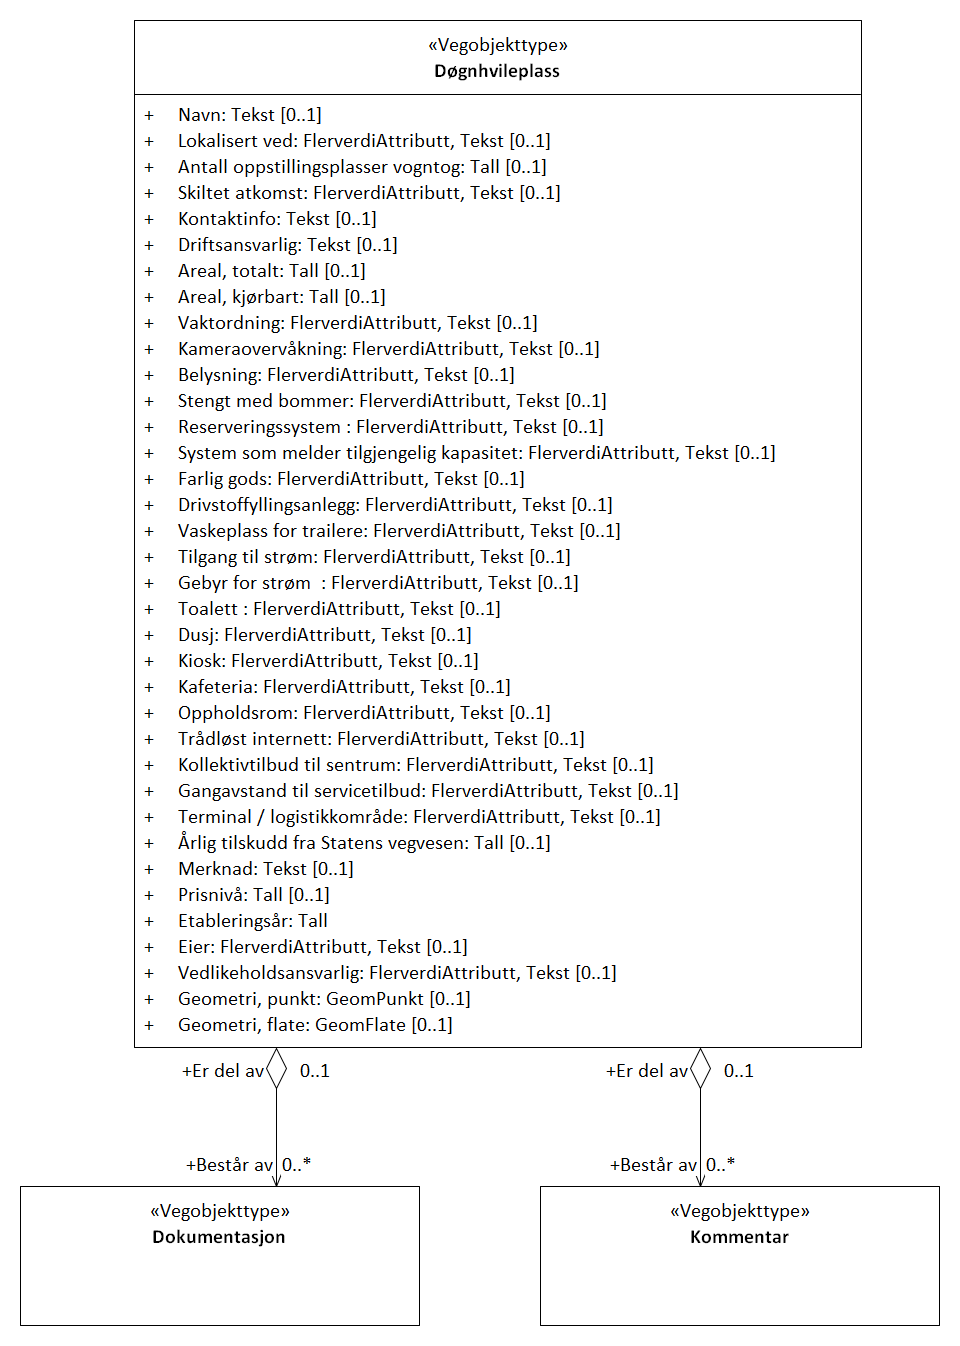 «Vegobjekttype»
Døgnhvileplass
+ Navn: Tekst [0..1]
+ Lokalisert ved: FlerverdiAttributt, Tekst [0..1]
+ Antall oppstillingsplasser vogntog: Tall [0..1]
+ Skiltet atkomst: FlerverdiAttributt, Tekst [0..1]
+ Kontaktinfo: Tekst [0..1]
+ Driftsansvarlig: Tekst [0..1]
+ Areal, totalt: Tall [0..1]
+ Areal, kjørbart: Tall [0..1]
+ Vaktordning: FlerverdiAttributt, Tekst [0..1]
+ Kameraovervåkning: FlerverdiAttributt, Tekst [0..1]
+ Belysning: FlerverdiAttributt, Tekst [0..1]
+ Stengt med bommer: FlerverdiAttributt, Tekst [0..1]
+ Reserveringssystem : FlerverdiAttributt, Tekst [0..1]
+ System som melder tilgjengelig kapasitet: FlerverdiAttributt, Tekst [0..1]
+ Farlig gods: FlerverdiAttributt, Tekst [0..1]
+ Drivstoffyllingsanlegg: FlerverdiAttributt, Tekst [0..1]
+ Vaskeplass for trailere: FlerverdiAttributt, Tekst [0..1]
+ Tilgang til strøm: FlerverdiAttributt, Tekst [0..1]
+ Gebyr for strøm  : FlerverdiAttributt, Tekst [0..1]
+ Toalett : FlerverdiAttributt, Tekst [0..1]
+ Dusj: FlerverdiAttributt, Tekst [0..1]
+ Kiosk: FlerverdiAttributt, Tekst [0..1]
+ Kafeteria: FlerverdiAttributt, Tekst [0..1]
+ Oppholdsrom: FlerverdiAttributt, Tekst [0..1]
+ Trådløst internett: FlerverdiAttributt, Tekst [0..1]
+ Kollektivtilbud til sentrum: FlerverdiAttributt, Tekst [0..1]
+ Gangavstand til servicetilbud: FlerverdiAttributt, Tekst [0..1]
+ Terminal / logistikkområde: FlerverdiAttributt, Tekst [0..1]
+ Årlig tilskudd fra Statens vegvesen: Tall [0..1]
+ Merknad: Tekst [0..1]
+ Prisnivå: Tall [0..1]
+ Etableringsår: Tall
+ Eier: FlerverdiAttributt, Tekst [0..1]
+ Vedlikeholdsansvarlig: FlerverdiAttributt, Tekst [0..1]
+ Geometri, punkt: GeomPunkt [0..1]
+ Geometri, flate: GeomFlate [0..1]
+Er del av 0..1
+Er del av 0..1
+Består av 0..*
+Består av 0..*
«Vegobjekttype»
Dokumentasjon
«Vegobjekttype»
Kommentar